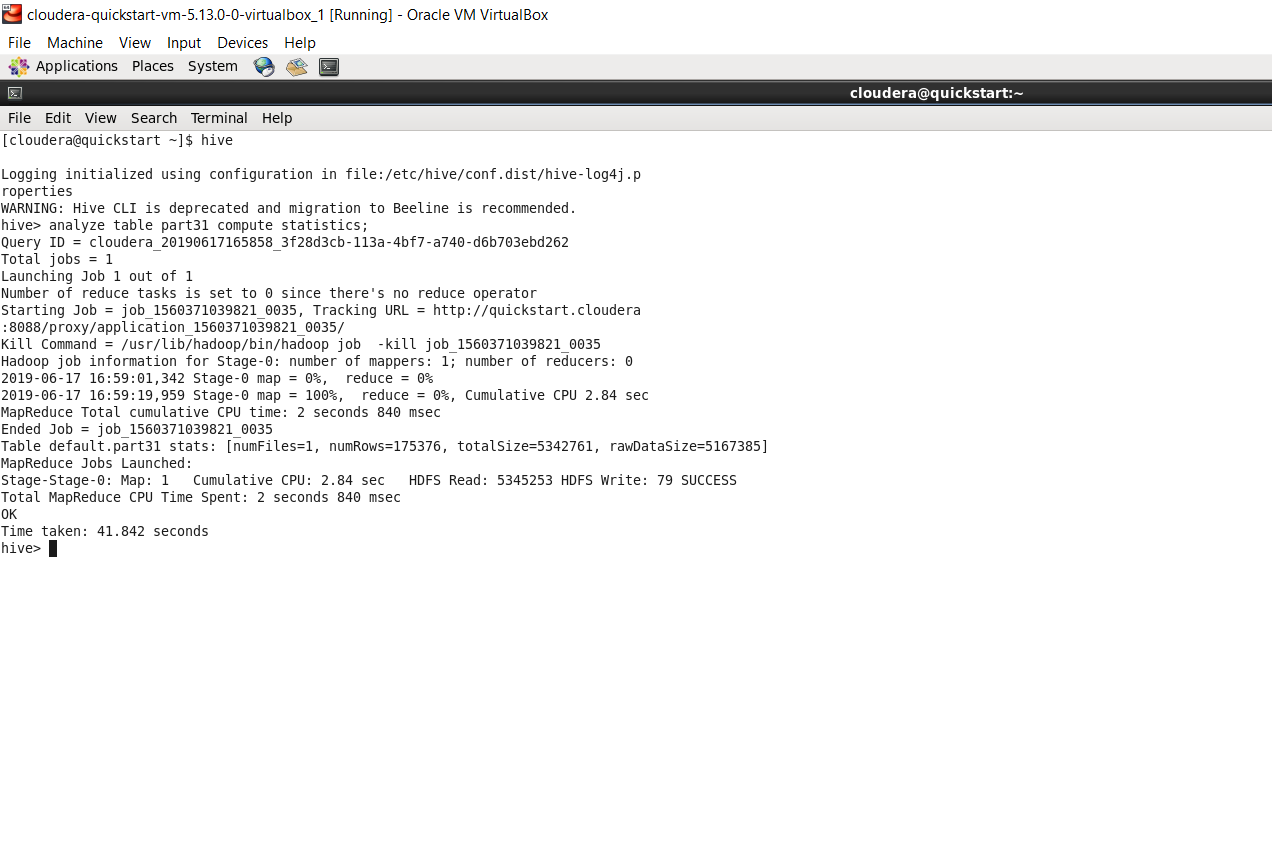 cloudera-quickstart-vm-5.13.0-0-virtualbox_1 [Running] - Oracle VM VirtualBox
File Machine View Input Devices Help
Applications Places System
cloudera@quickstart:~
File Edit View Search Terminal Help
[cloudera@quickstart ~]$ hive
Logging initialized using configuration in file:/etc/hive/conf.dist/hive-log4j.p
roperties
WARNING: Hive CLI is deprecated and migration to Beeline is recommended.
hive> analyze table part31 compute statistics;
Query ID = cloudera_20190617165858_3f28d3cb-113a-4bf7-a740-d6b703ebd262
Total jobs = 1
Launching Job 1 out of 1
Number of reduce tasks is set to 0 since there's no reduce operator
Starting Job = job_1560371039821_0035, Tracking URL = http://quickstart.cloudera
:8088/proxy/application_1560371039821_0035/
Kill Command = /usr/lib/hadoop/bin/hadoop job  -kill job_1560371039821_0035
Hadoop job information for Stage-0: number of mappers: 1; number of reducers: 0
2019-06-17 16:59:01,342 Stage-0 map = 0%,  reduce = 0%
2019-06-17 16:59:19,959 Stage-0 map = 100%,  reduce = 0%, Cumulative CPU 2.84 sec
MapReduce Total cumulative CPU time: 2 seconds 840 msec
Ended Job = job_1560371039821_0035
Table default.part31 stats: [numFiles=1, numRows=175376, totalSize=5342761, rawDataSize=5167385]
MapReduce Jobs Launched:
Stage-Stage-0: Map: 1   Cumulative CPU: 2.84 sec   HDFS Read: 5345253 HDFS Write: 79 SUCCESS
Total MapReduce CPU Time Spent: 2 seconds 840 msec
OK
Time taken: 41.842 seconds
hive>